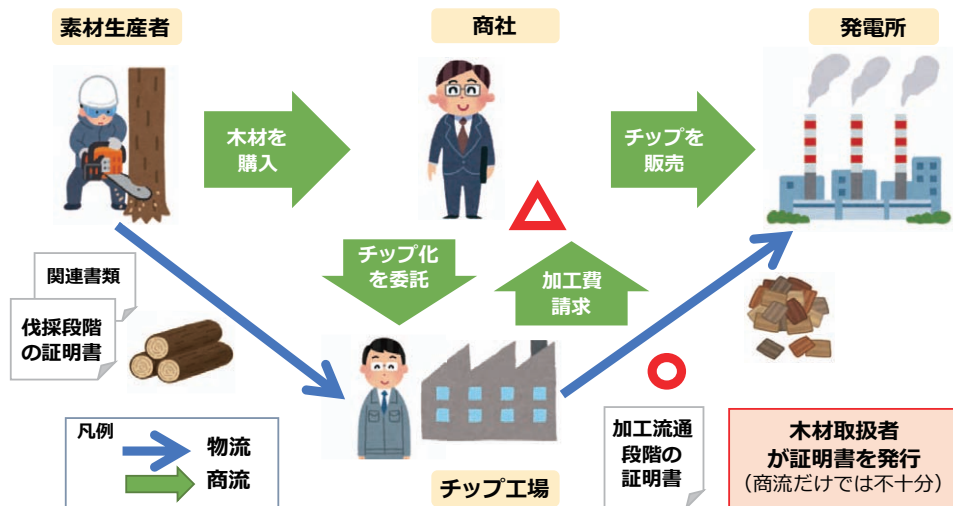 素材生産者
商社
発電所
木材を
購入
チップを
販売
チップ化
を委託
加工費
請求
関連書類
伐採段階
の証明書
凡例
物流
商流
チップ工場
加工流通
段階の
証明書
木材取扱者
が証明書を発行
（商流だけでは不十分）